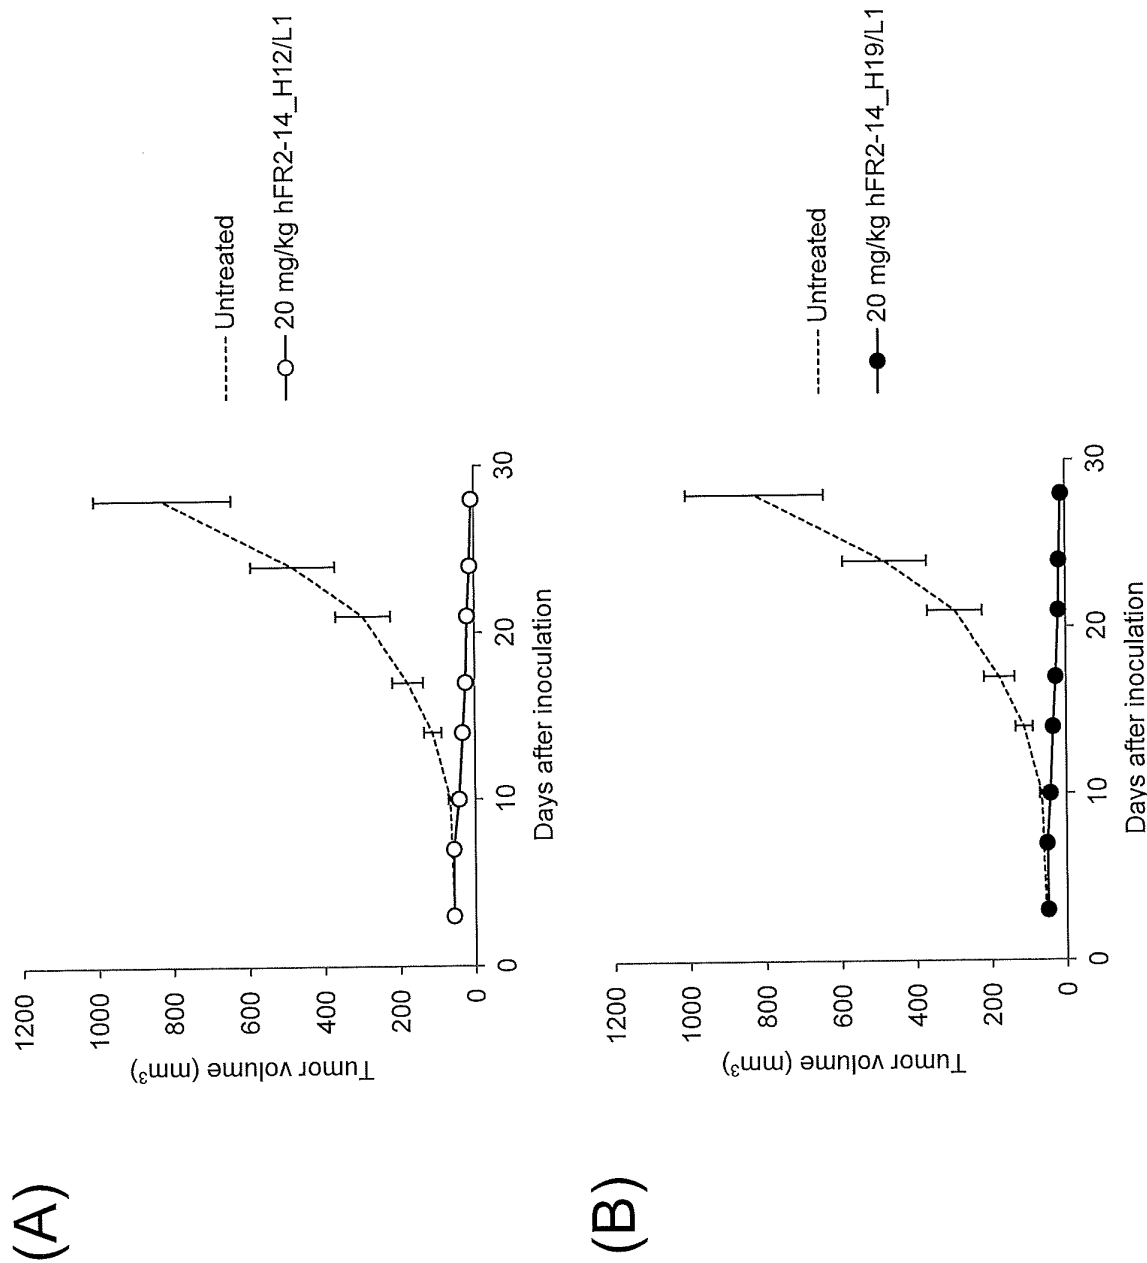 (A)
Tumor volume (mm³)
1200
1000
800
600
400
200
0
0
10
20
30
Days after inoculation
Untreated
20 mg/kg hFR2-14_H12/L1
(B)
Tumor volume (mm³)
1200
1000
800
600
400
200
0
0
10
20
30
Days after inoculation
Untreated
20 mg/kg hFR2-14_H19/L1